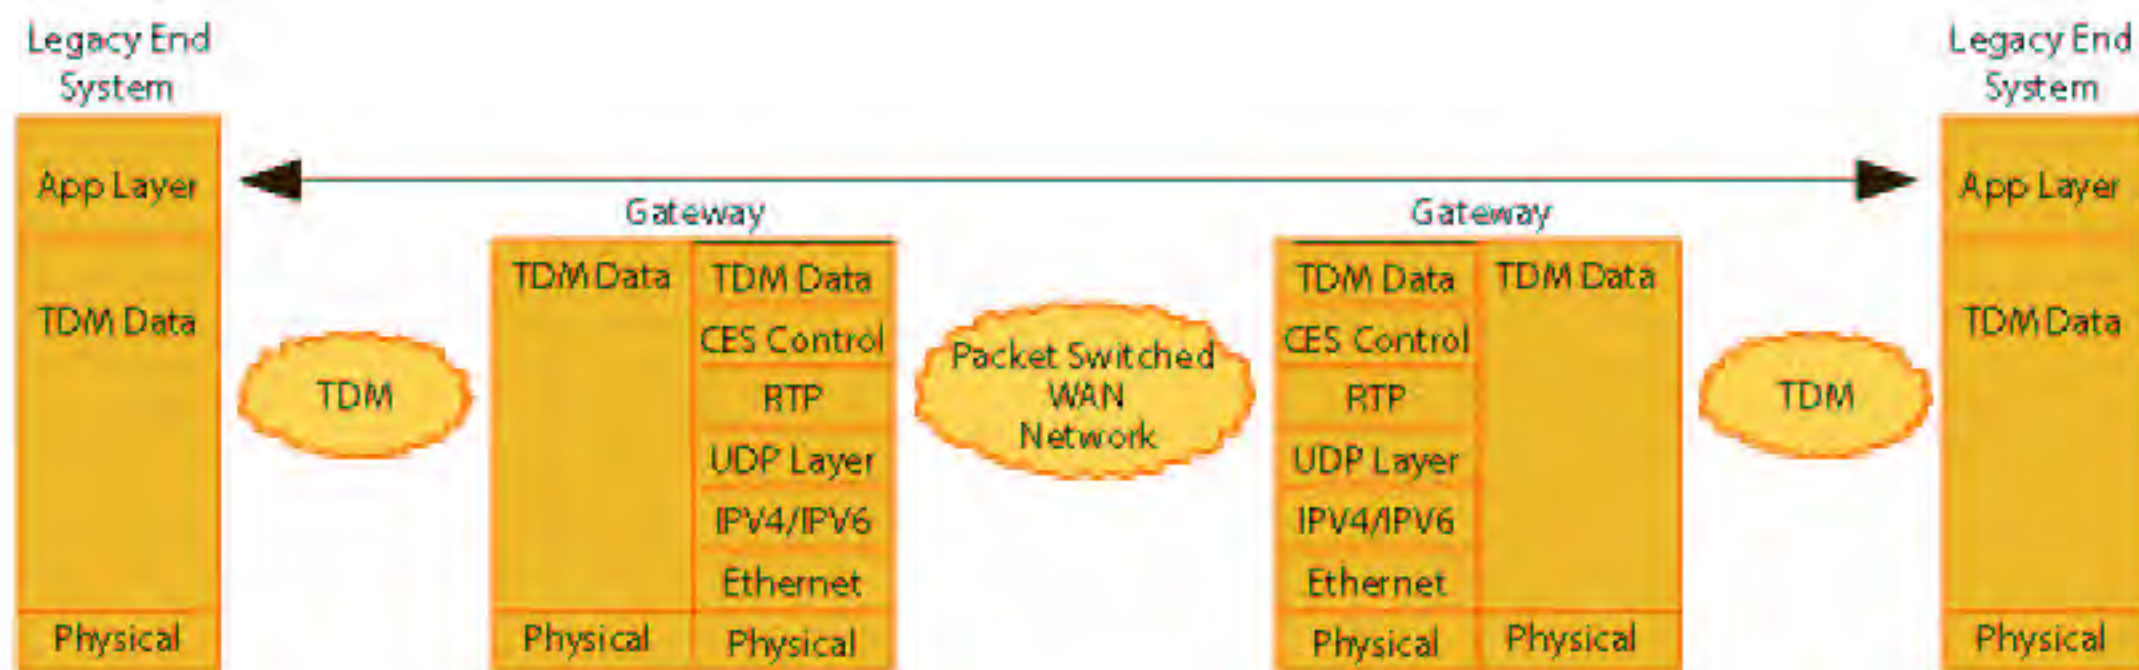 Legacy End
System
Legacy End
System
App Layer
App Layer
Gateway
Gateway
TDM Data
TDM Data
TDM Data
TDM Data
TDM Data
TDM Data
CES Control
Packet Switched
WAN
Network
CES Control
TDM
RTP
RTP
TDM
UDP Layer
UDP Layer
IPV4/IPV6
IPV4/IPV6
Ethernet
Ethernet
Physical
Physical
Physical
Physical
Physical
Physical